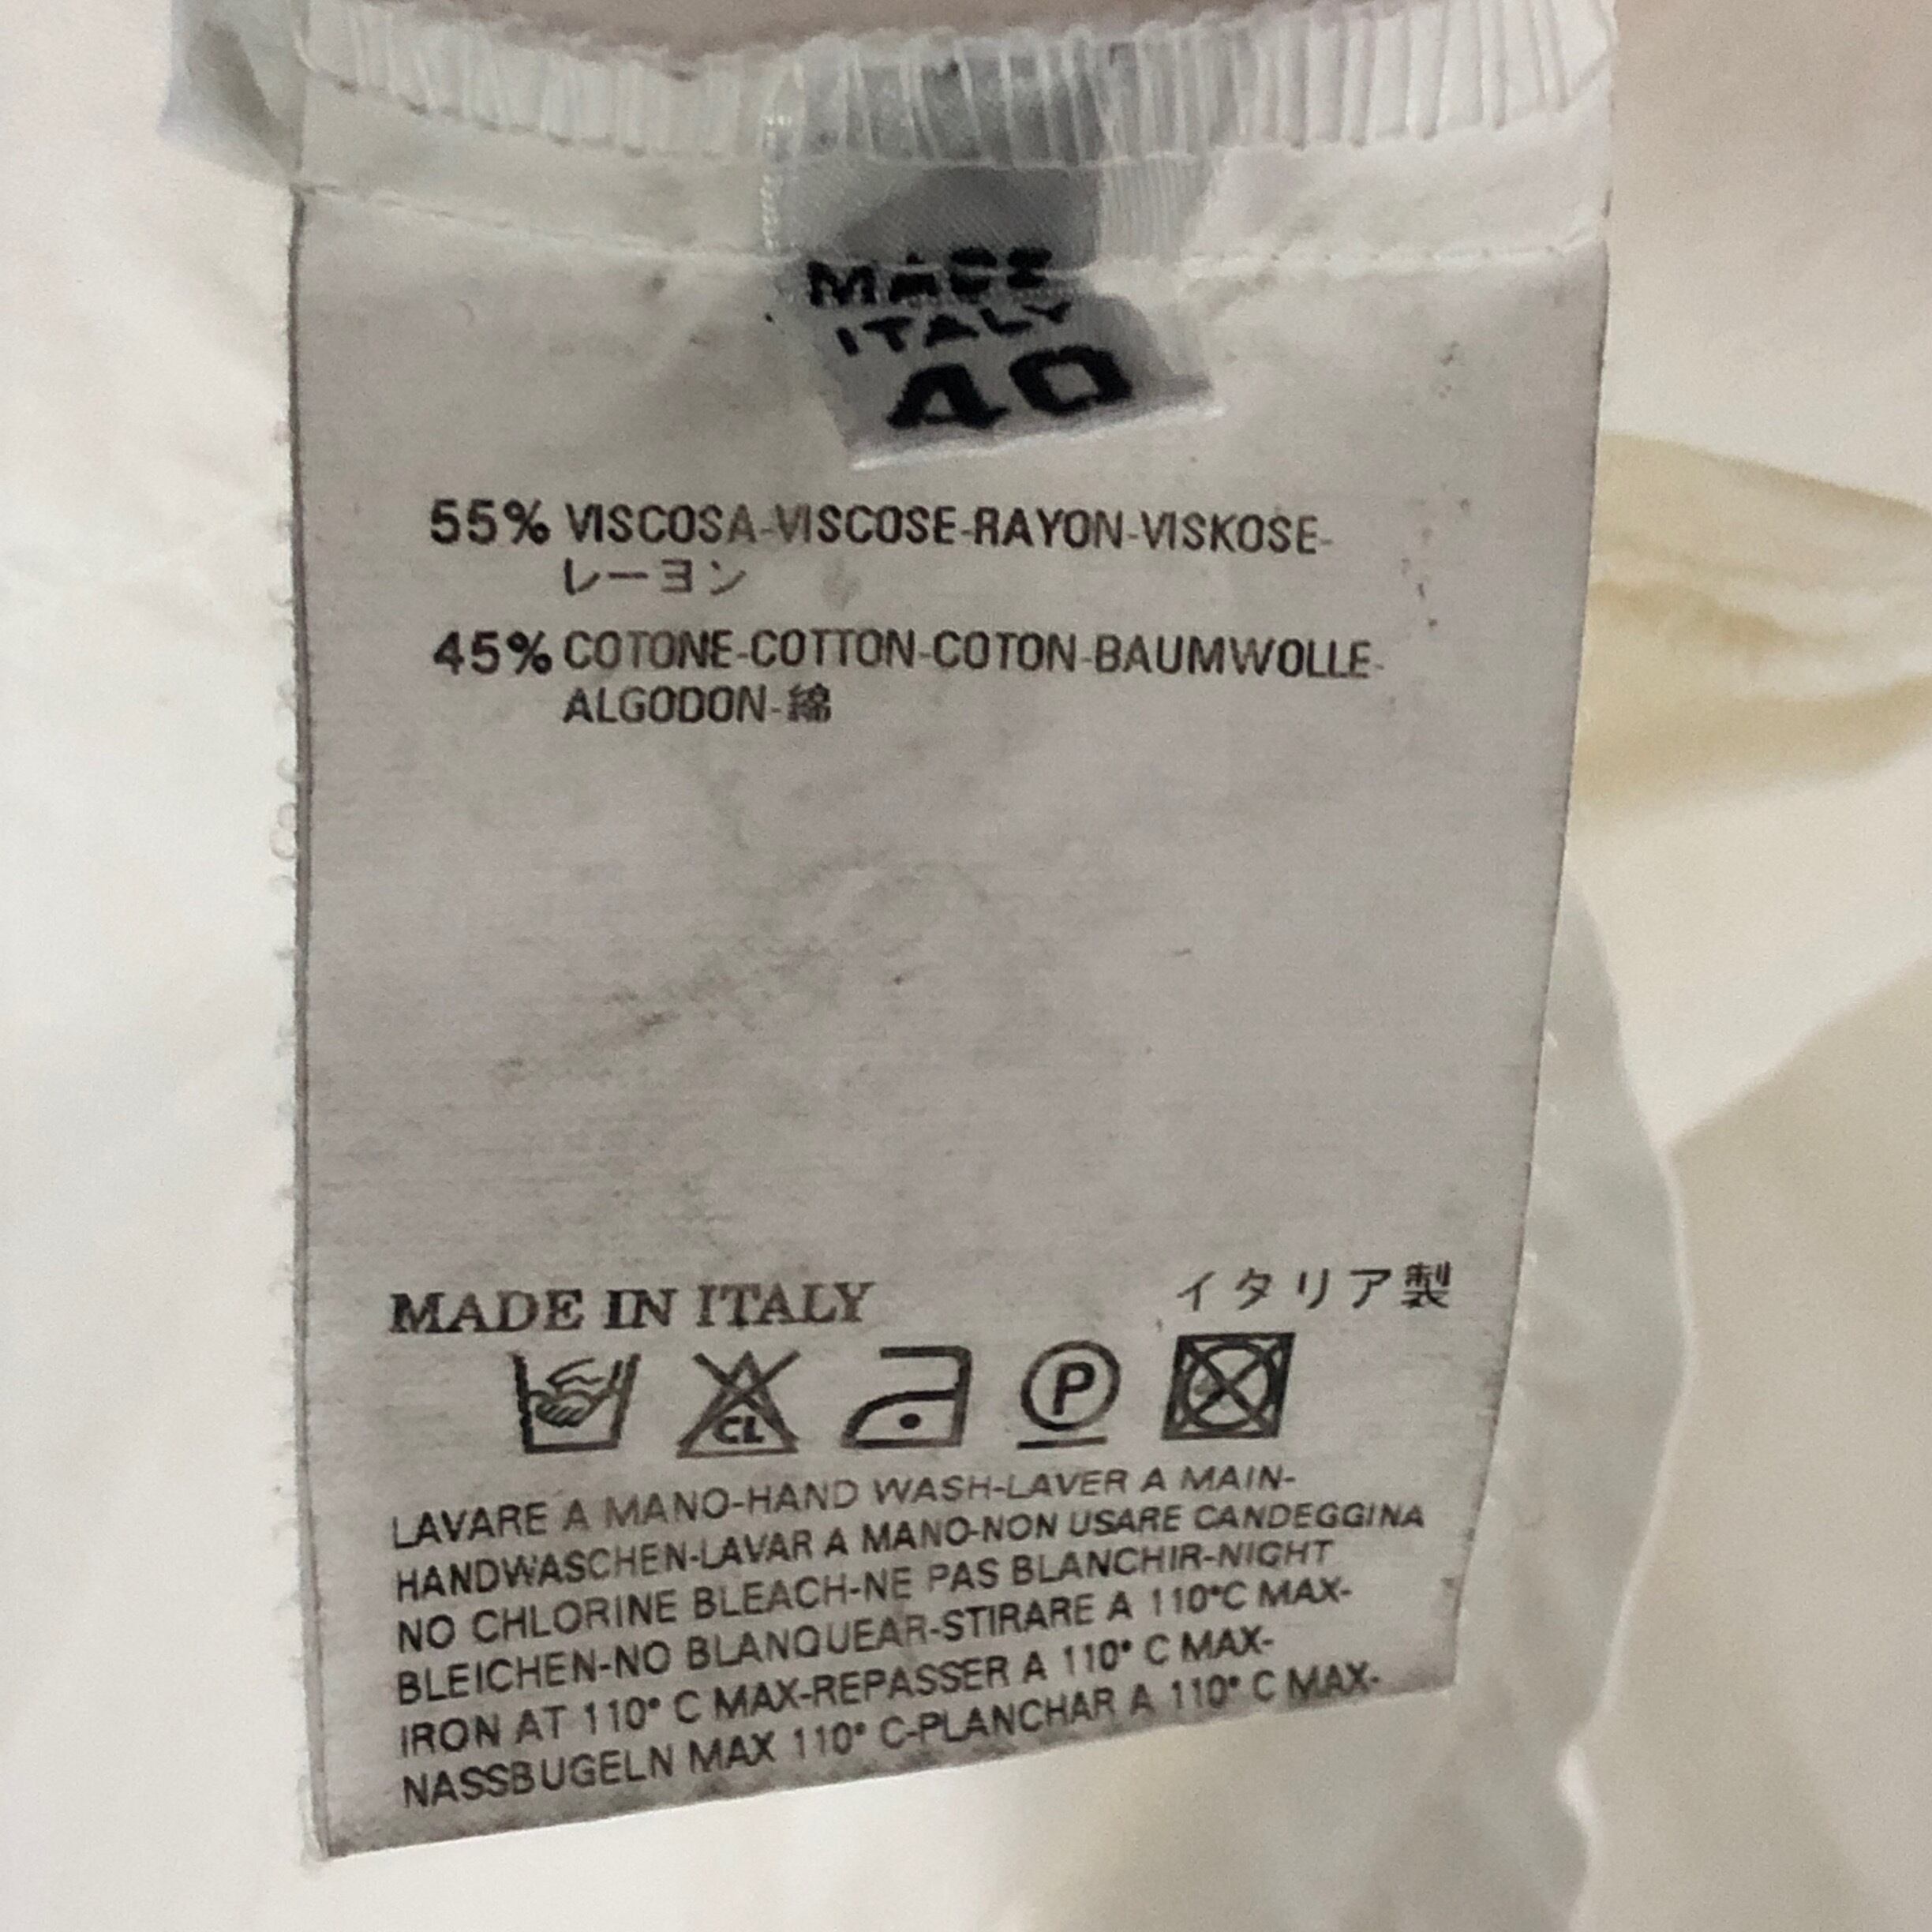 MADE
ITALY
40
55% VISCOSA-VISCOSE-RAYON-VISKOSE-
レーヨン
45% COTONE-COTTON-COTON-BAUMWOLLE-
ALGODON-綿
MADE IN ITALY イタリア製
CL P
LAVARE A MANO-HAND WASH-LAVER A MAIN-
HANDWASCHEN-LAVAR A MANO-NON USARE CANDEGGINA
NO CHLORINE BLEACH-NE PAS BLANCHIR-NIGHT
BLEICHEN-NO BLANQUEAR-STIRARE A 110°C MAX-
IRON AT 110° C MAX-REPASSER A 110° C MAX-
NASSBUGELN MAX 110° C-PLANCHAR A 110° C MAX-